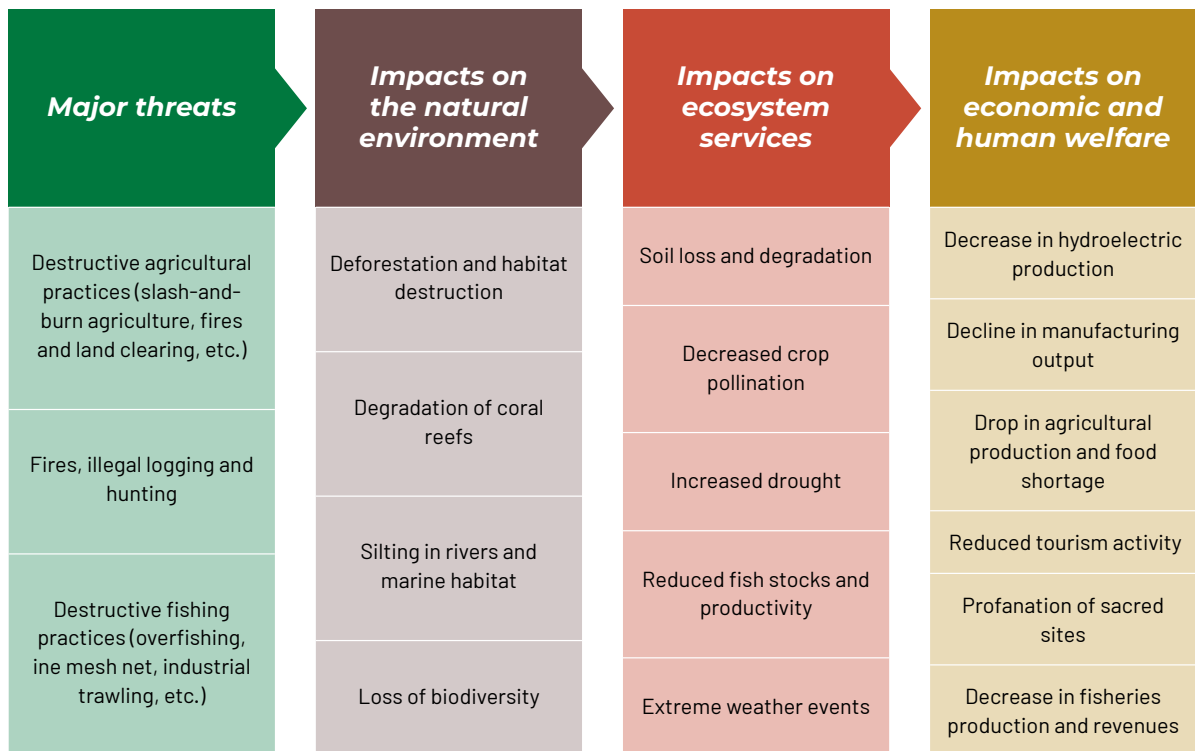 Major threats
Destructive agricultural
practices (slash-and-
burn agriculture, fires
and land clearing, etc.)
Fires, illegal logging and
hunting
Destructive fishing
practices (overfishing,
ine mesh net, industrial
trawling, etc.)
Impacts on
the natural
environment
Deforestation and habitat
destruction
Degradation of coral
reefs
Silting in rivers and
marine habitat
Loss of biodiversity
Impacts on
ecosystem
services
Soil loss and degradation
Decreased crop
pollination
Increased drought
Reduced fish stocks and
productivity
Extreme weather events
Impacts on
economic and
human welfare
Decrease in hydroelectric
production
Decline in manufacturing
output
Drop in agricultural
production and food
shortage
Reduced tourism activity
Profanation of sacred
sites
Decrease in fisheries
production and revenues